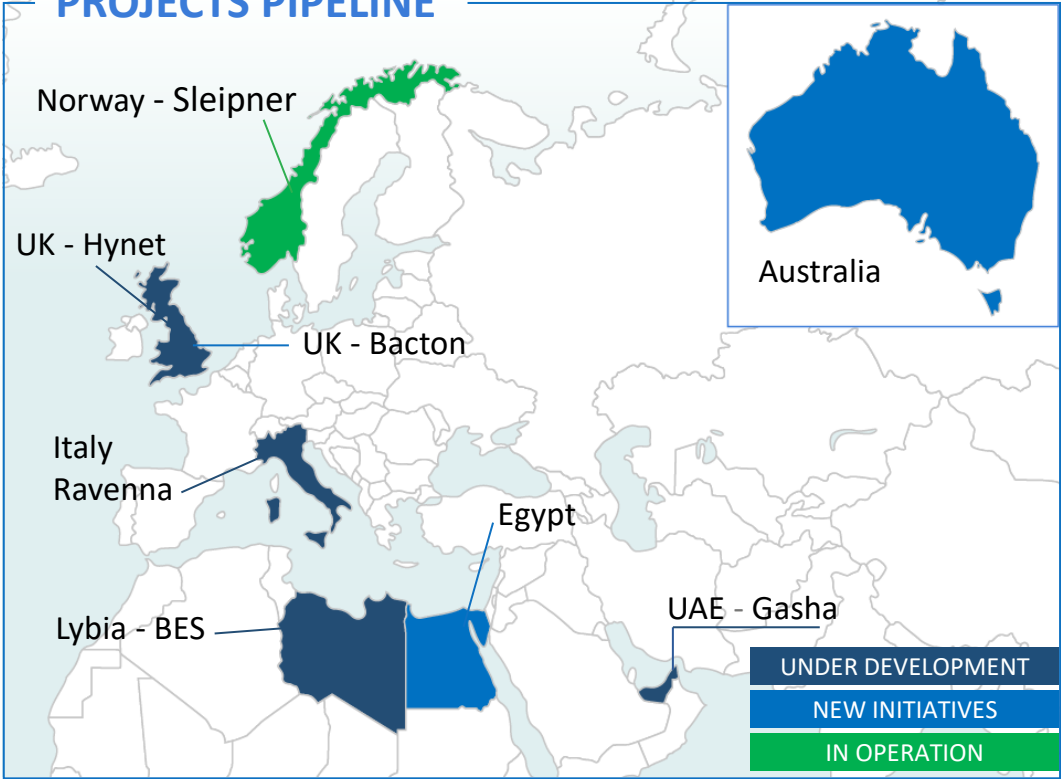 PROJECTS PIPELINE
Norway - Sleipner
UK - Hynet
UK - Bacton
Australia
Italy
Ravenna
Egypt
Lybia - BES
UAE - Gasha
UNDER DEVELOPMENT
NEW INITIATIVES
IN OPERATION